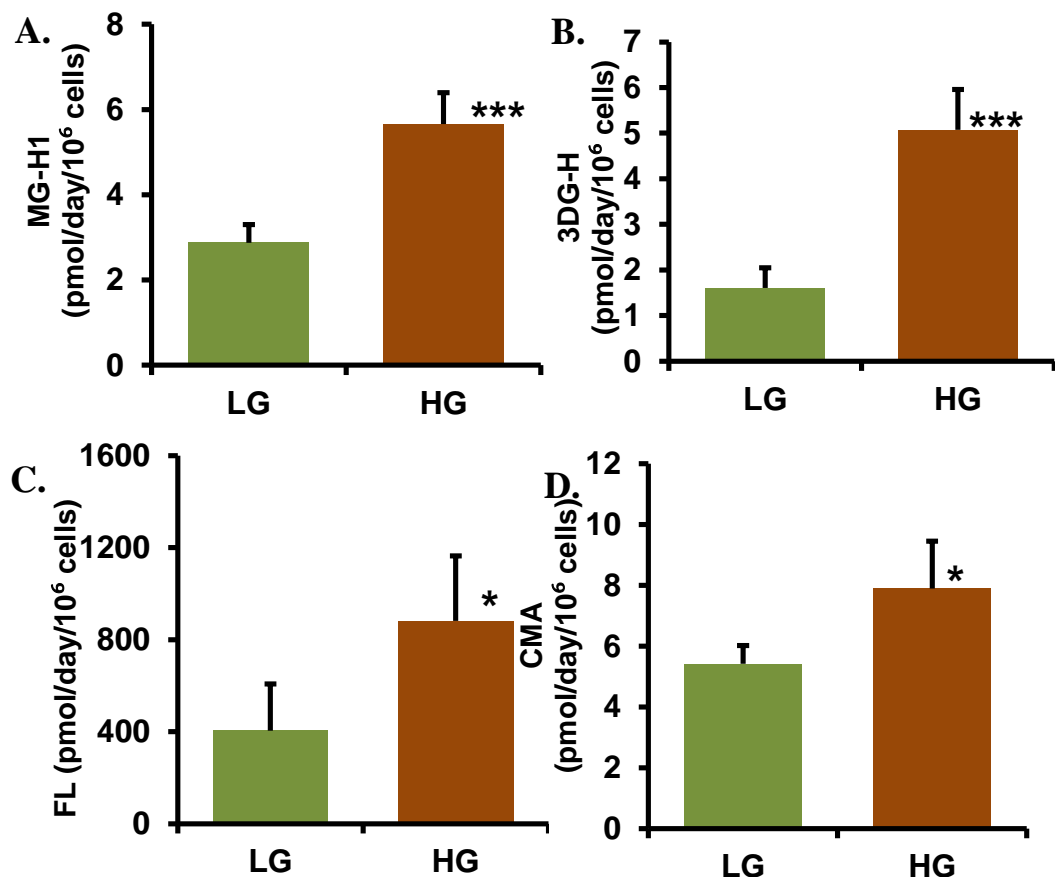 A.
MG-H1
(pmol/day/10⁶ cells)
8
6
4
2
0
***
LG HG
B.
3DG-H
(pmol/day/10⁶ cells)
7
6
5
4
3
2
1
0
***
LG HG
C.
FL (pmol/day/10⁶ cells)
1600
1200
800
400
0
*
LG HG
D.
CMA
(pmol/day/10⁶ cells)
12
10
8
6
4
2
0
*
LG HG